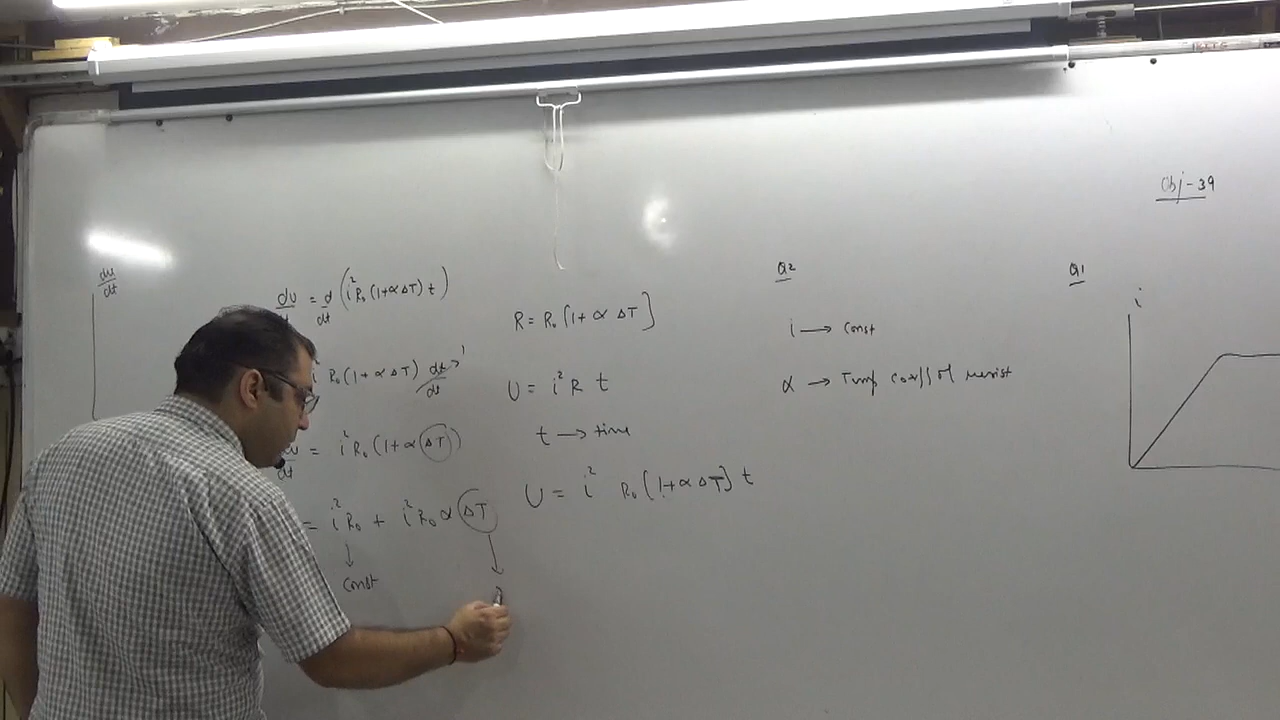 Obj-39
du/dt
du = d/dt (i² R₀ (1+α ΔT) t)
i² R₀ (1+α ΔT) dt/dt → 1
du/dt = i² R₀ (1+α ΔT)
= i² R₀ + i² R₀ α ΔT
↓
const
R = R₀ [1+α ΔT]
U = i² R t
t → time
U = i² R₀ (1+α ΔT) t
Q2
i → const
α → Temp coeff of resist
Q1
i